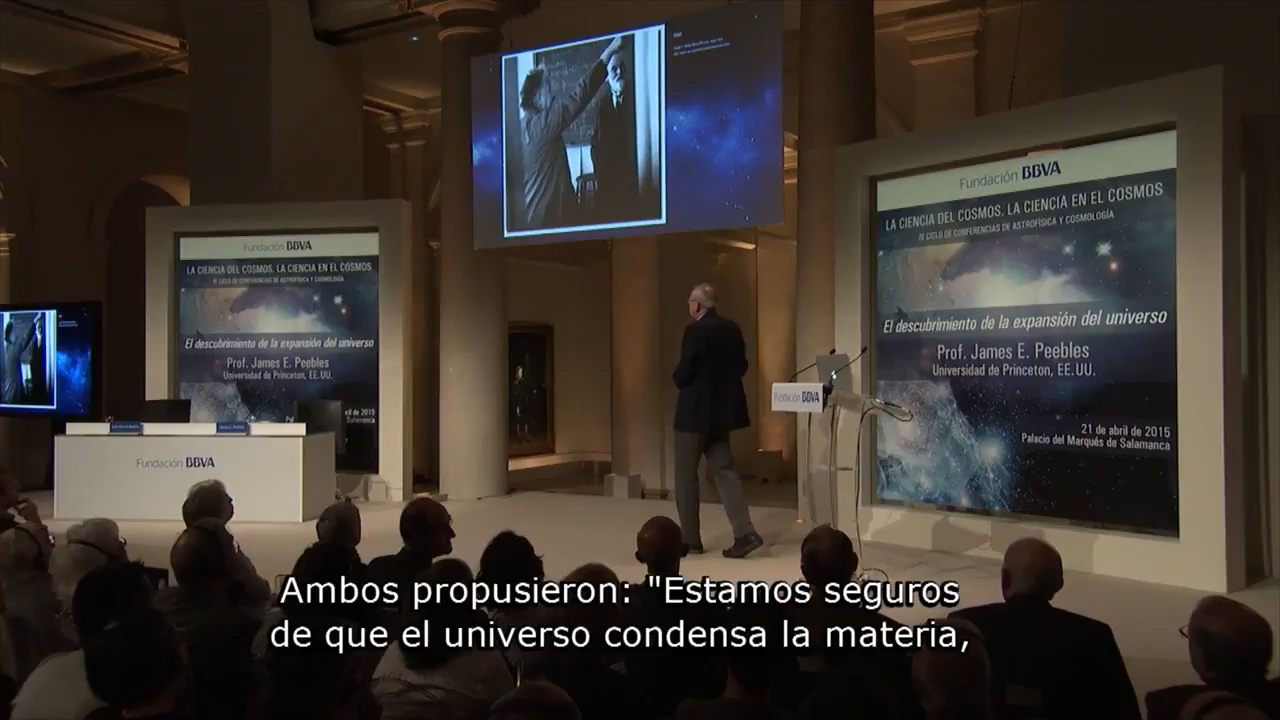 Fundación BBVA
LA CIENCIA DEL COSMOS. LA CIENCIA EN EL COSMOS
IV CICLO DE CONFERENCIAS DE ASTROFÍSICA Y COSMOLOGÍA
El descubrimiento de la expansión del universo
Prof. James E. Peebles
Universidad de Princeton, EE.UU.
Fundación BBVA
Fundación BBVA
Fundación BBVA
LA CIENCIA DEL COSMOS. LA CIENCIA EN EL COSMOS
IV CICLO DE CONFERENCIAS DE ASTROFÍSICA Y COSMOLOGÍA
El descubrimiento de la expansión del universo
Prof. James E. Peebles
Universidad de Princeton, EE.UU.
21 de abril de 2015
Palacio del Marqués de Salamanca
Ambos propusieron: "Estamos seguros
de que el universo condensa la materia,